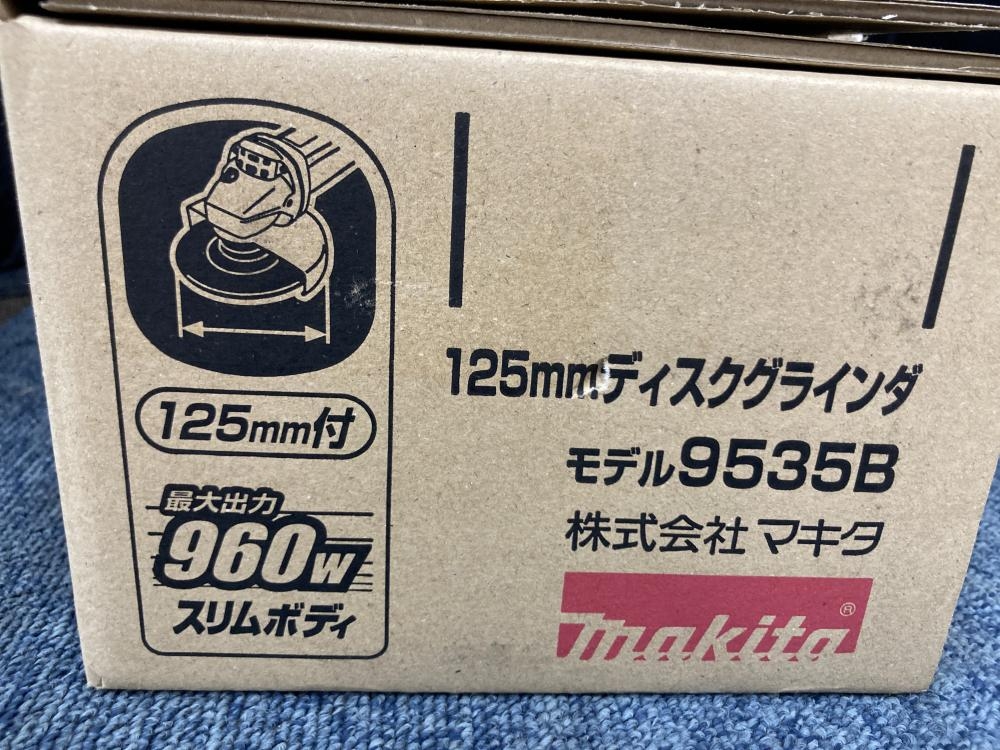 125mm付
最大出力
960W
スリムボディ
125mmディスクグラインダ
モデル9535B
株式会社マキタ
makita®